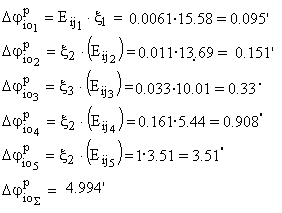 Δφ^p_io₁ = E_ij₁ · ξ₁ = 0.0061·15.58 = 0.095'
Δφ^p_io₂ = ξ₂ · (E_ij₂) = 0.011·13.69 = 0.151'
Δφ^p_io₃ = ξ₃ · (E_ij₃) = 0.033·10.01 = 0.33'
Δφ^p_io₄ = ξ₂ · (E_ij₄) = 0.161·5.44 = 0.908'
Δφ^p_io₅ = ξ₂ · (E_ij₅) = 1·3.51 = 3.51'
Δφ^p_io_Σ = 4.994'